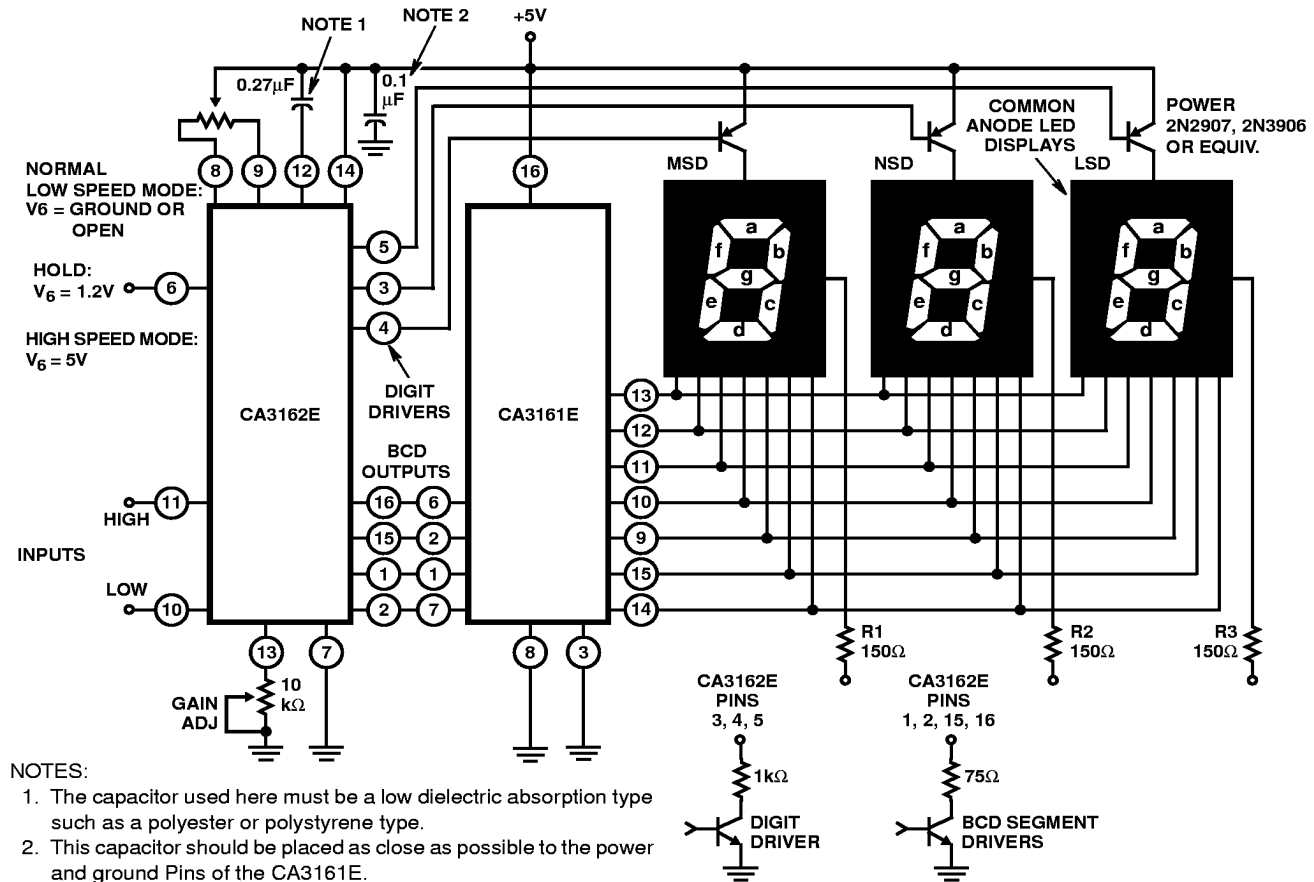 NOTE 1
NOTE 2
+5V
0.27µF
0.1
µF
COMMON
ANODE LED
DISPLAYS
POWER
2N2907, 2N3906
OR EQUIV.
MSD
NSD
LSD
8
9
12
14
16
NORMAL
LOW SPEED MODE:
V6 = GROUND OR
OPEN
HOLD:
V6 = 1.2V
6
HIGH SPEED MODE:
V6 = 5V
5
3
4
DIGIT
DRIVERS
CA3162E
CA3161E
a
f
b
g
e
c
d
a
f
b
g
e
c
d
a
f
b
g
e
c
d
BCD
OUTPUTS
13
12
11
10
9
15
14
16
6
15
2
1
1
2
7
11
HIGH
INPUTS
LOW
10
13
7
8
3
10
kΩ
GAIN
ADJ
R1
150Ω
R2
150Ω
R3
150Ω
CA3162E
PINS
3, 4, 5
1kΩ
DIGIT
DRIVER
CA3162E
PINS
1, 2, 15, 16
75Ω
BCD SEGMENT
DRIVERS
NOTES:
1. The capacitor used here must be a low dielectric absorption type
such as a polyester or polystyrene type.
2. This capacitor should be placed as close as possible to the power
and ground Pins of the CA3161E.